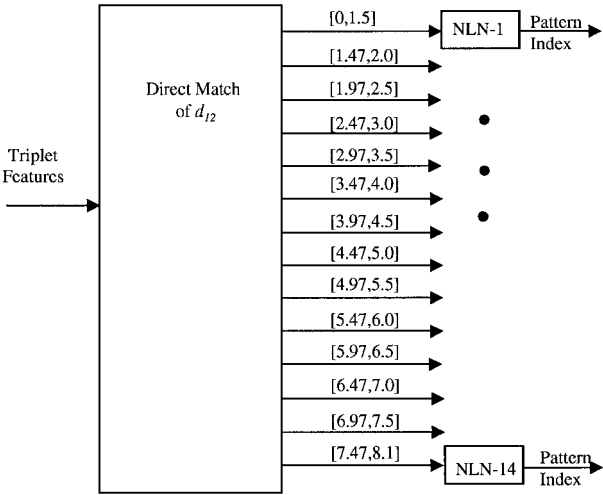 [0,1.5]
NLN-1
Pattern
Index
[1.47,2.0]
Direct Match
of d12
[1.97,2.5]
[2.47,3.0]
Triplet
Features
[2.97,3.5]
[3.47,4.0]
[3.97,4.5]
[4.47,5.0]
[4.97,5.5]
[5.47,6.0]
[5.97,6.5]
[6.47,7.0]
[6.97,7.5]
[7.47,8.1]
NLN-14
Pattern
Index